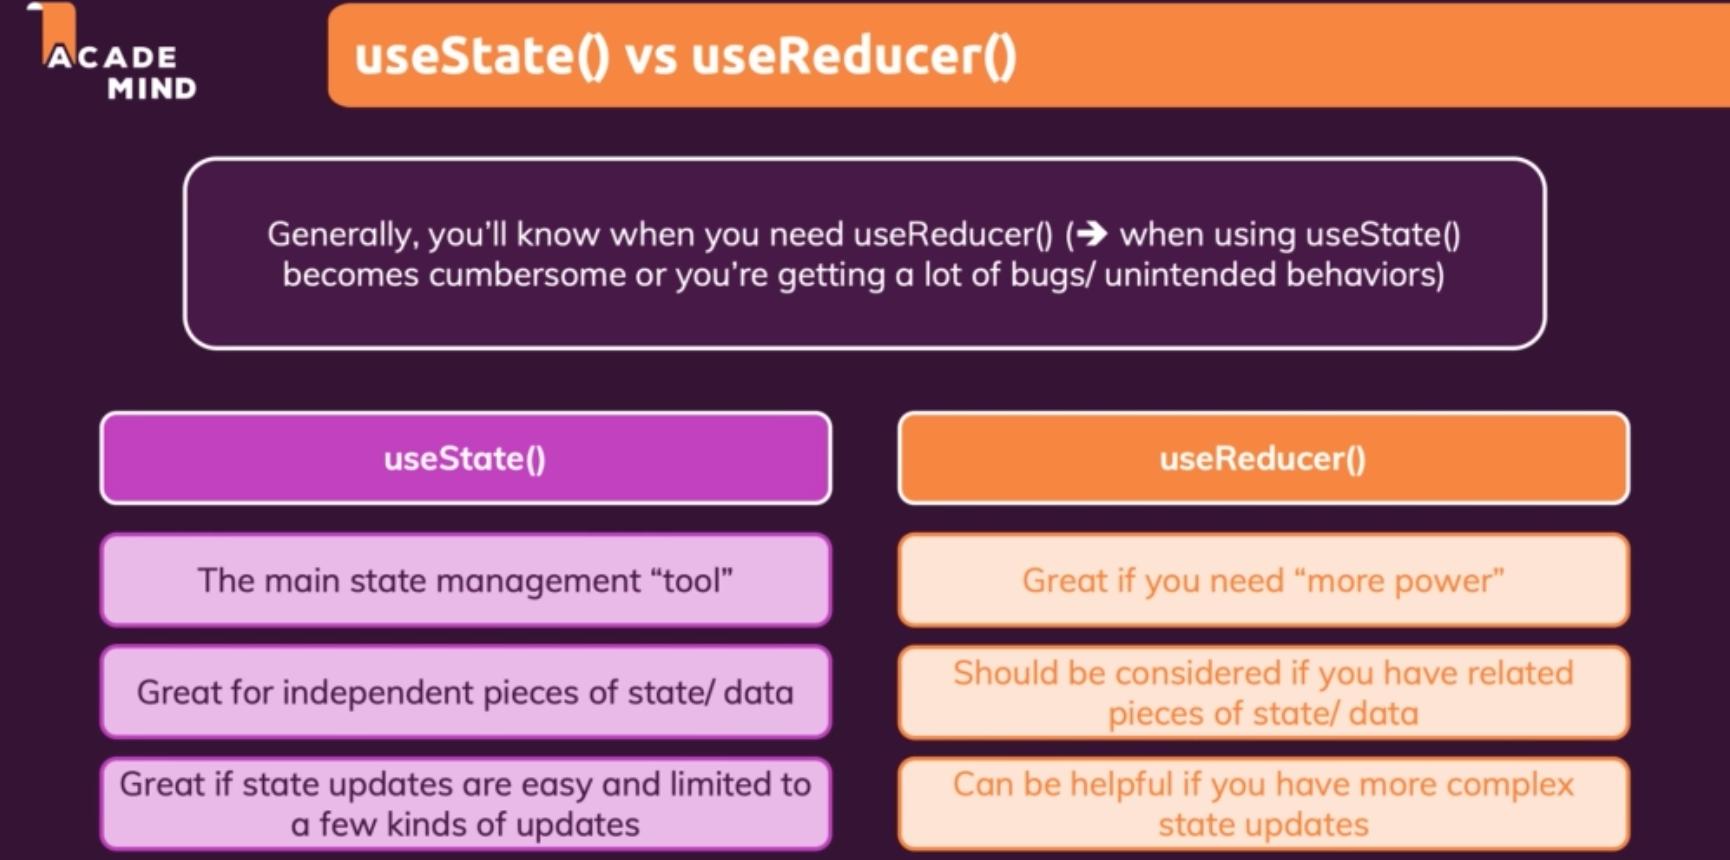 ACADE
MIND
useState() vs useReducer()
Generally, you’ll know when you need useReducer() (➔ when using useState()
becomes cumbersome or you’re getting a lot of bugs/ unintended behaviors)
useState()
useReducer()
The main state management “tool”
Great if you need “more power”
Great for independent pieces of state/ data
Should be considered if you have related
pieces of state/ data
Great if state updates are easy and limited to
a few kinds of updates
Can be helpful if you have more complex
state updates